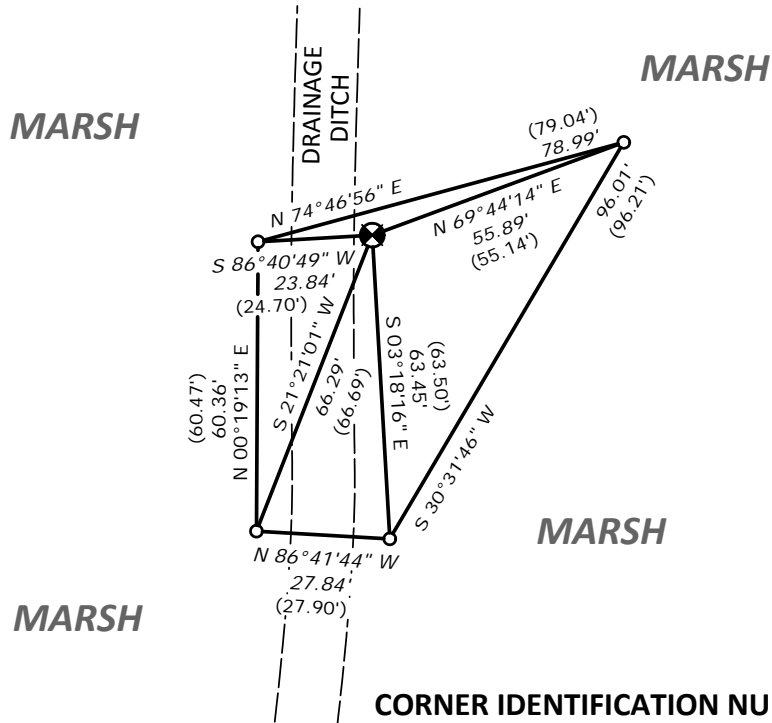 DRAINAGE
DITCH
MARSH
MARSH
(79.04')
78.99'
N 74°46'56" E
N 69°44'14" E
55.89'
(55.14')
96.01'
(96.21')
S 86°40'49" W
23.84'
(24.70')
S 21°21'01" W
66.29'
(66.69')
S 03°18'16" E
63.45'
(63.50')
(60.47')
60.36'
N 00°19'13" E
S 30°31'46" W
MARSH
N 86°41'44" W
27.84'
(27.90')
MARSH
CORNER IDENTIFICATION NU